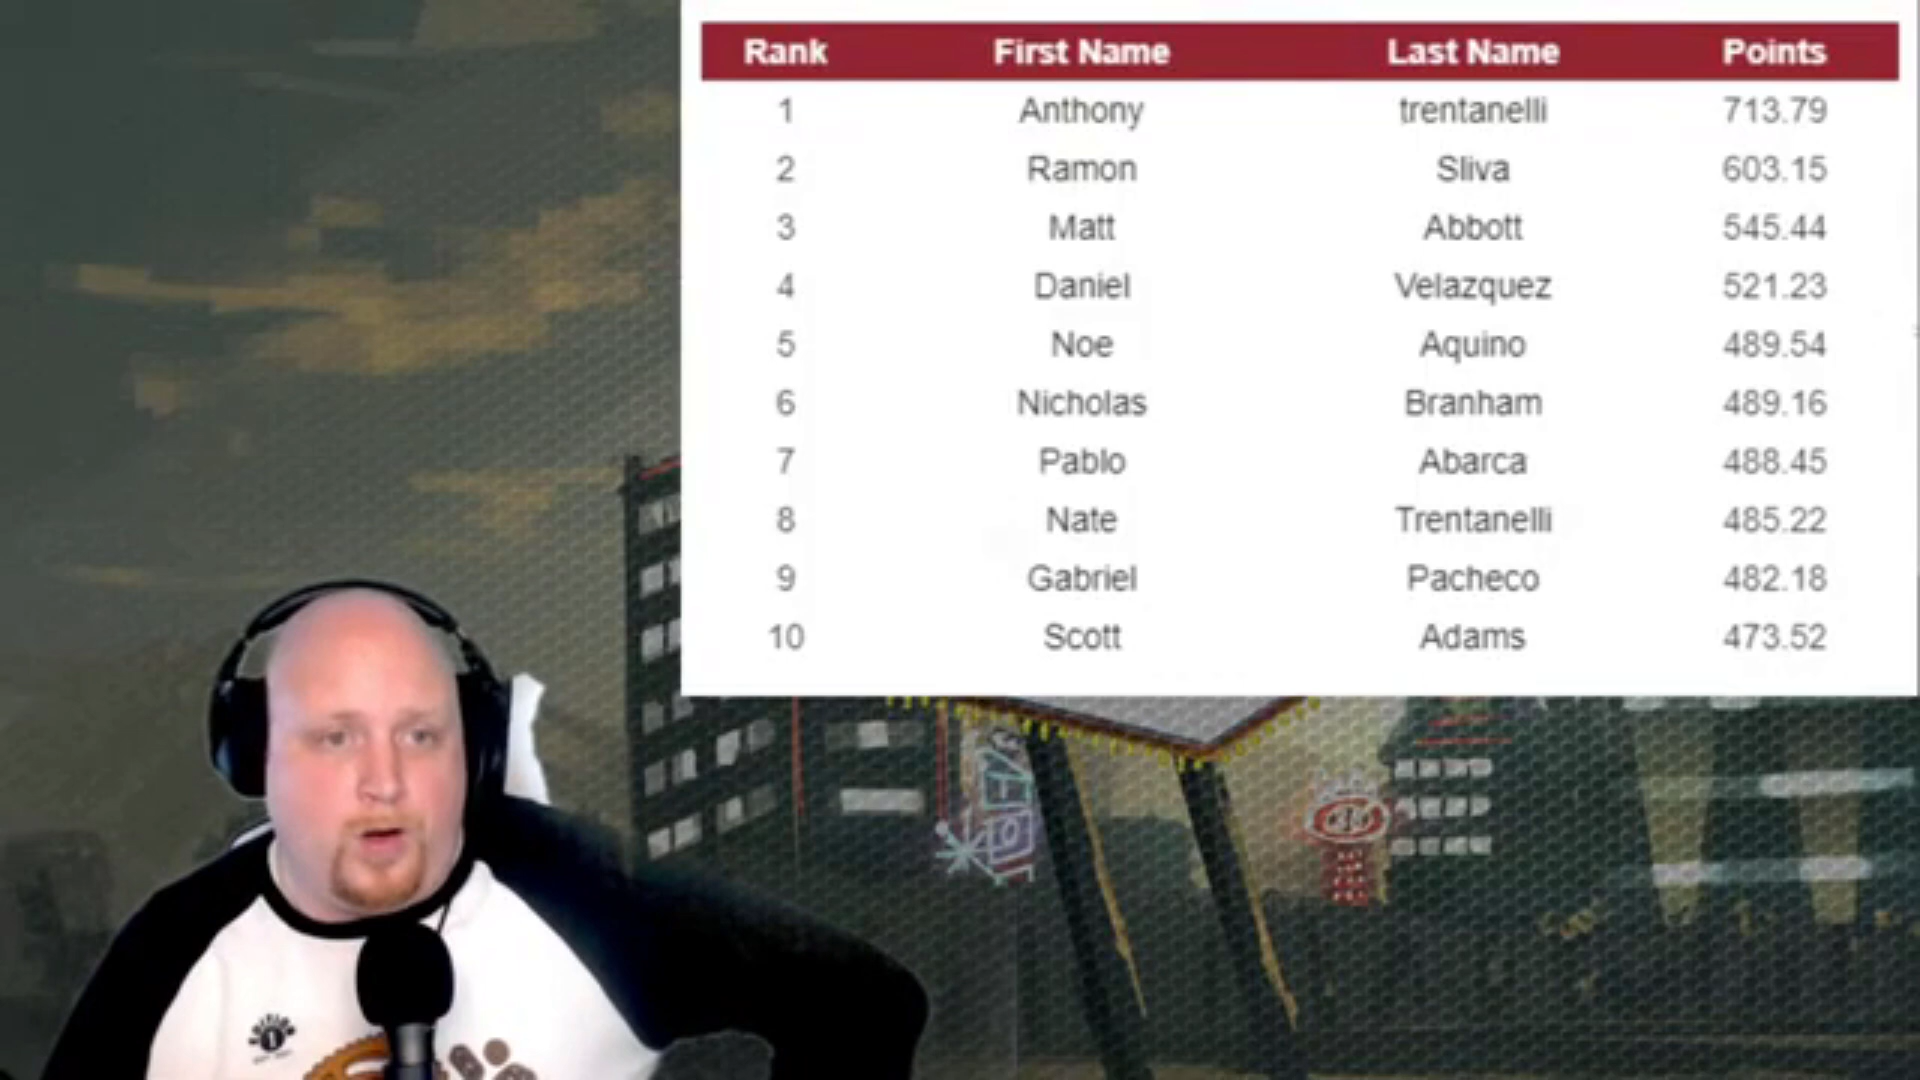 Rank First Name Last Name Points
1 Anthony trentanelli 713.79
2 Ramon Sliva 603.15
3 Matt Abbott 545.44
4 Daniel Velazquez 521.23
5 Noe Aquino 489.54
6 Nicholas Branham 489.16
7 Pablo Abarca 488.45
8 Nate Trentanelli 485.22
9 Gabriel Pacheco 482.18
10 Scott Adams 473.52